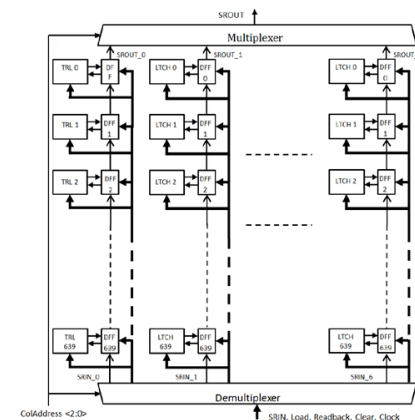 SROUT
Multiplexer
SROUT_0 SROUT_1 SROUT_
TRL 0 DF F LTCH 0 DFF 0 LTCH 0 DFF 0
TRL 1 DFF 1 LTCH 1 DFF 1 LTCH 1 DFF 1
TRL 2 DFF 2 LTCH 2 DFF 2 LTCH 2 DFF 2
TRL 639 DFF 639 LTCH 639 DFF 639 LTCH 639 DFF 639
SRIN_0 SRIN_1 SRIN_6
Demultiplexer
ColAddress <2:0> SRIN, Load, Readback, Clear, Clock